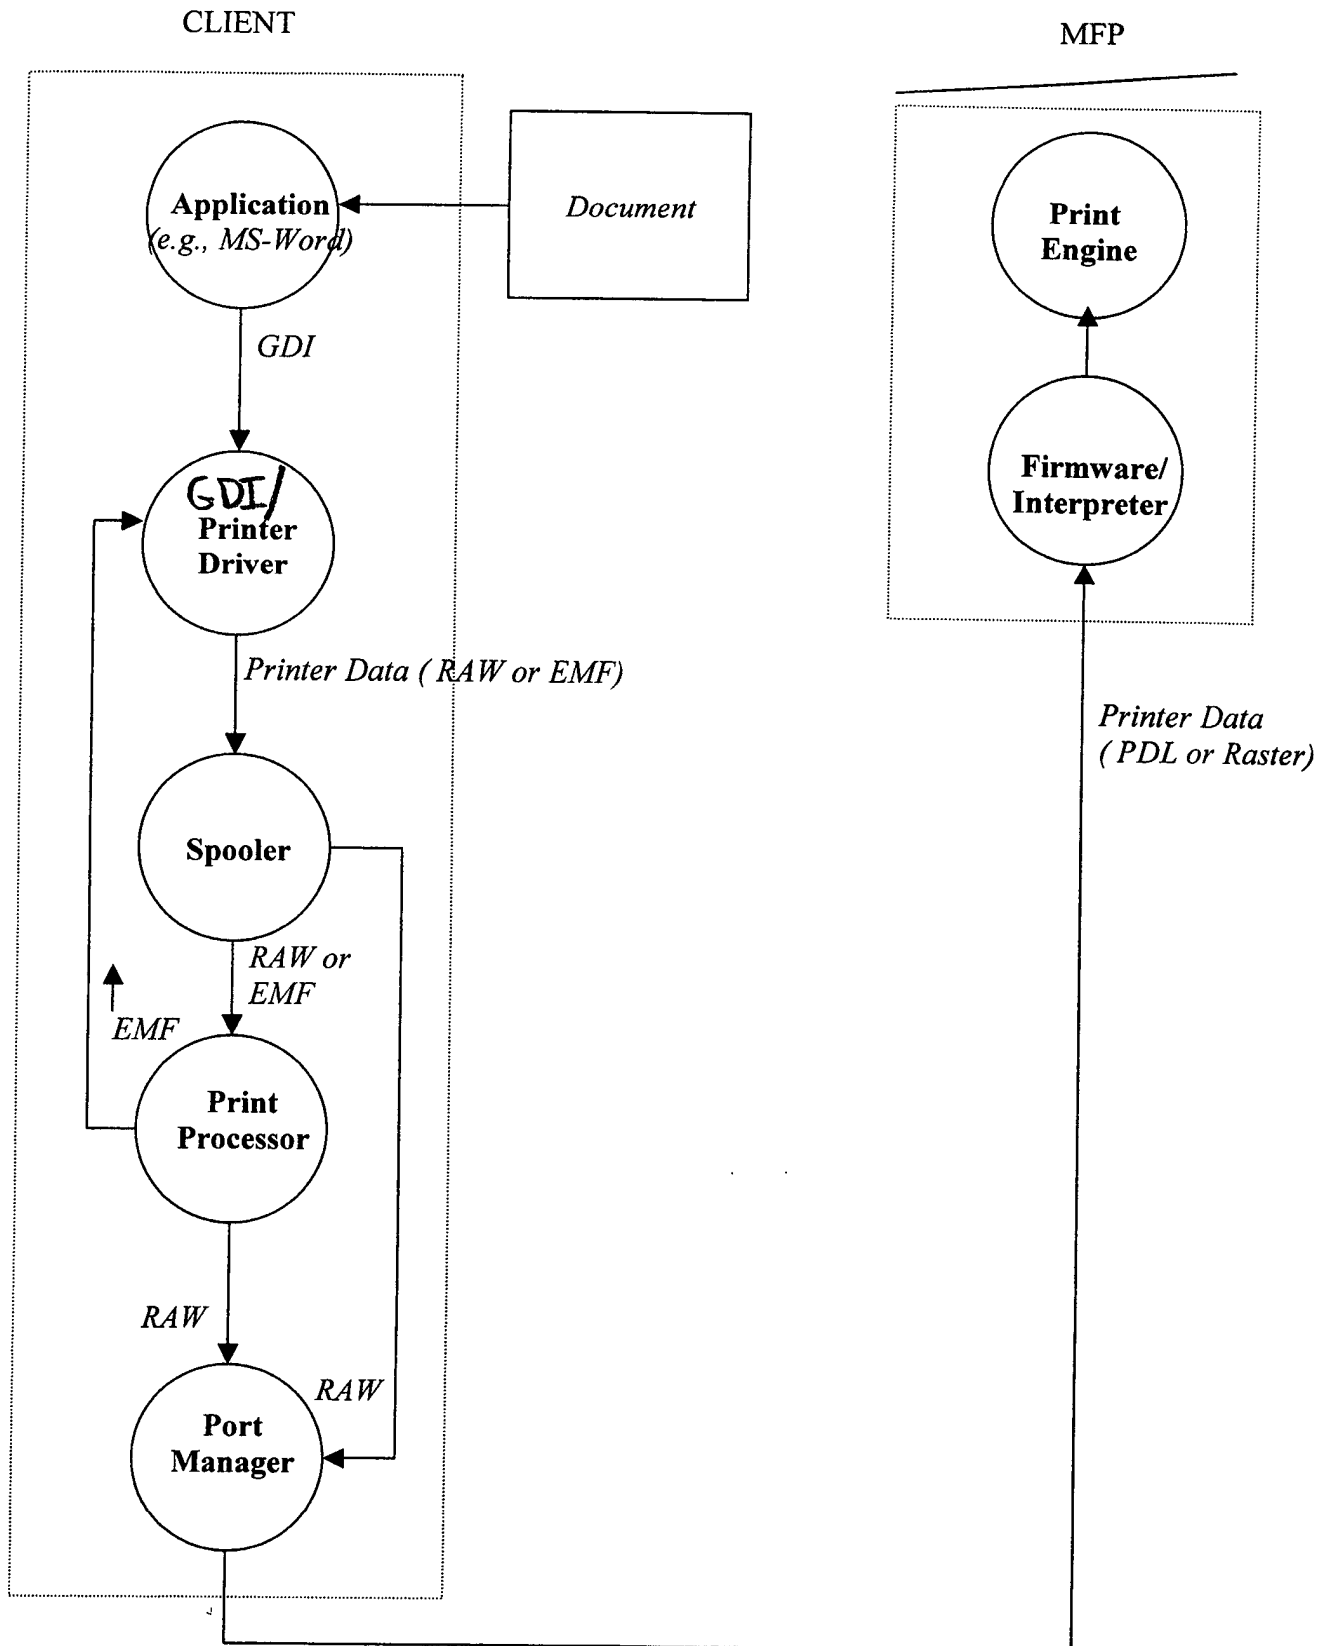 CLIENT
MFP
Application
(e.g., MS-Word)
Document
Print
Engine
GDI
GDI/
Printer
Driver
Firmware/
Interpreter
Printer Data ( RAW or EMF)
Printer Data
( PDL or Raster)
Spooler
RAW or
EMF
EMF
Print
Processor
RAW
RAW
Port
Manager